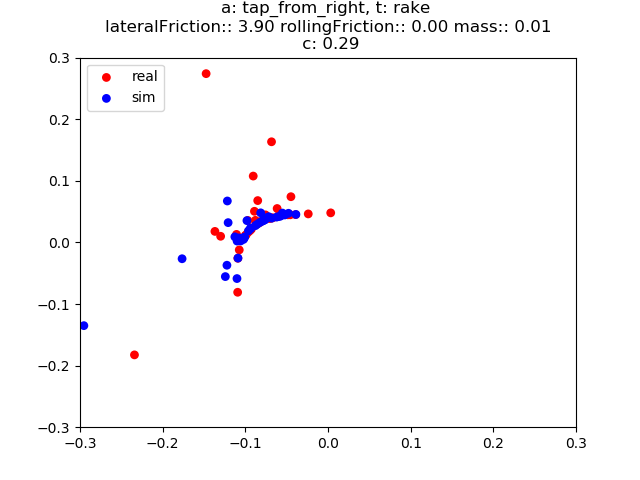 a: tap_from_right, t: rake
lateralFriction:: 3.90 rollingFriction:: 0.00 mass:: 0.01
c: 0.29
real
sim
0.3
0.2
0.1
0.0
−0.1
−0.2
−0.3
−0.3 −0.2 −0.1 0.0 0.1 0.2 0.3